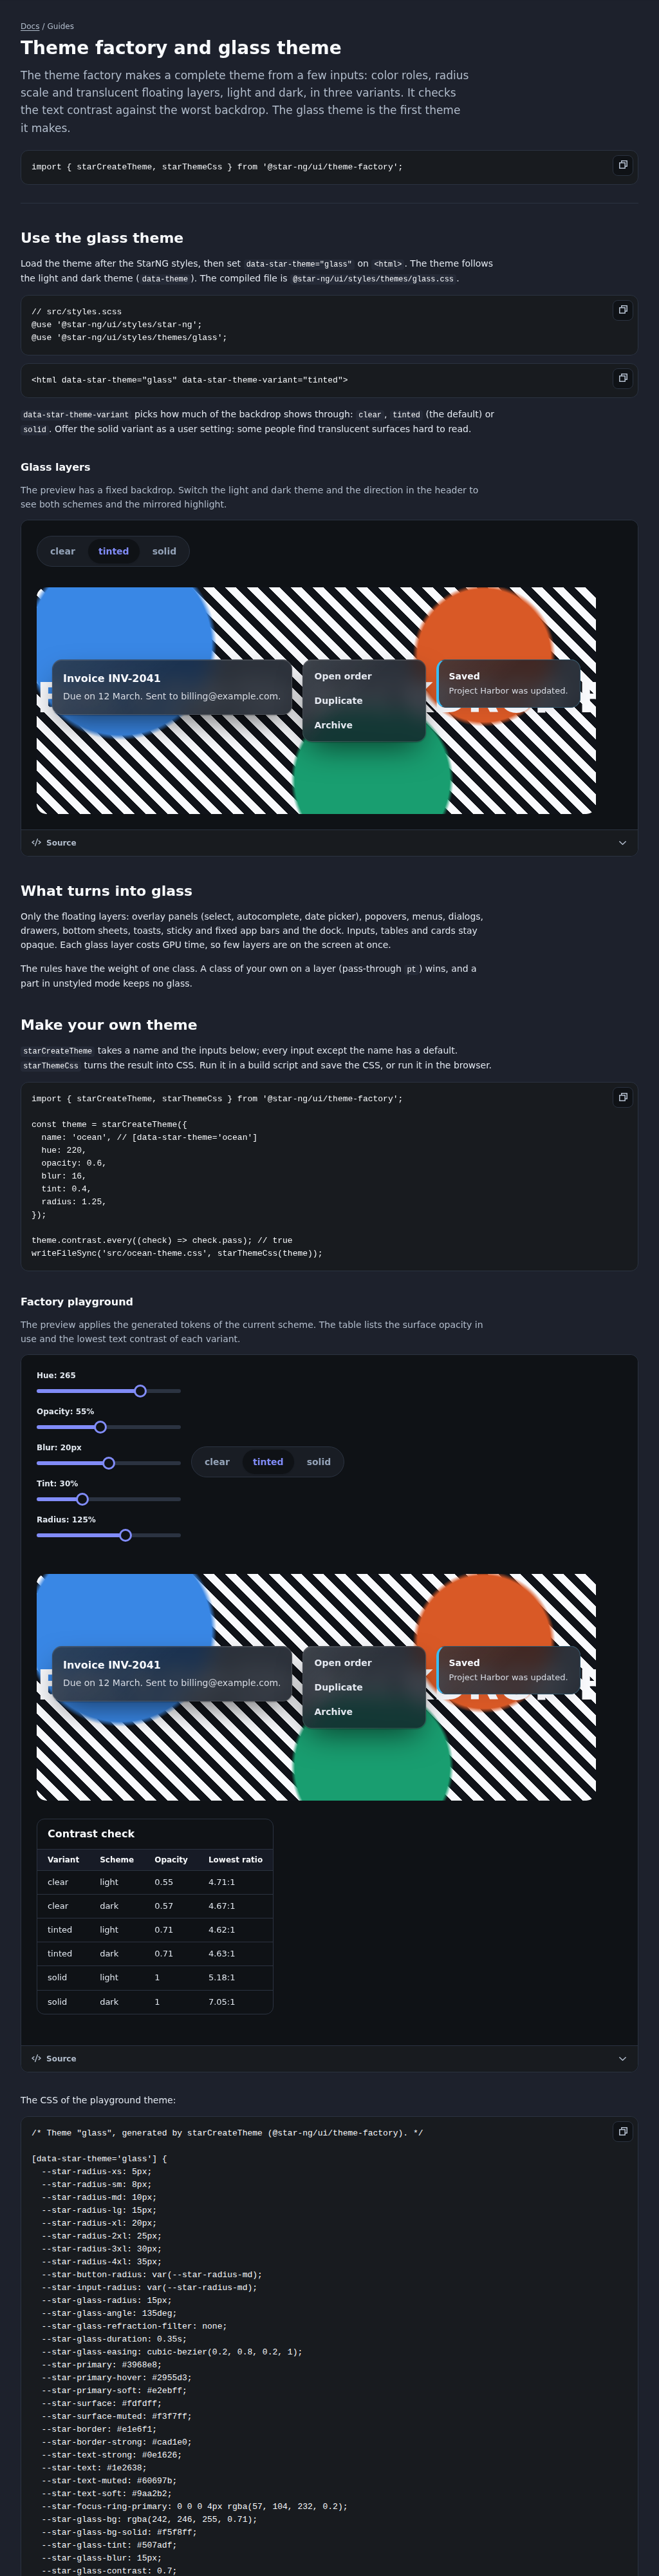 Docs / Guides
Theme factory and glass theme
The theme factory makes a complete theme from a few inputs: color roles, radius
scale and translucent floating layers, light and dark, in three variants. It checks
the text contrast against the worst backdrop. The glass theme is the first theme
it makes.
import { starCreateTheme, starThemeCss } from '@star-ng/ui/theme-factory';
Use the glass theme
Load the theme after the StarNG styles, then set data-star-theme="glass" on <html>. The theme follows
the light and dark theme (data-theme). The compiled file is @star-ng/ui/styles/themes/glass.css.
// src/styles.scss
@use '@star-ng/ui/styles/star-ng';
@use '@star-ng/ui/styles/themes/glass';
<html data-star-theme="glass" data-star-theme-variant="tinted">
data-star-theme-variant picks how much of the backdrop shows through: clear, tinted (the default) or
solid. Offer the solid variant as a user setting: some people find translucent surfaces hard to read.
Glass layers
The preview has a fixed backdrop. Switch the light and dark theme and the direction in the header to
see both schemes and the mirrored highlight.
clear tinted solid
Invoice INV-2041
Due on 12 March. Sent to billing@example.com.
Open order
Duplicate
Archive
Saved
Project Harbor was updated.
Source
What turns into glass
Only the floating layers: overlay panels (select, autocomplete, date picker), popovers, menus, dialogs,
drawers, bottom sheets, toasts, sticky and fixed app bars and the dock. Inputs, tables and cards stay
opaque. Each glass layer costs GPU time, so few layers are on the screen at once.
The rules have the weight of one class. A class of your own on a layer (pass-through pt) wins, and a
part in unstyled mode keeps no glass.
Make your own theme
starCreateTheme takes a name and the inputs below; every input except the name has a default.
starThemeCss turns the result into CSS. Run it in a build script and save the CSS, or run it in the browser.
import { starCreateTheme, starThemeCss } from '@star-ng/ui/theme-factory';
const theme = starCreateTheme({
name: 'ocean', // [data-star-theme='ocean']
hue: 220,
opacity: 0.6,
blur: 16,
tint: 0.4,
radius: 1.25,
});
theme.contrast.every((check) => check.pass); // true
writeFileSync('src/ocean-theme.css', starThemeCss(theme));
Factory playground
The preview applies the generated tokens of the current scheme. The table lists the surface opacity in
use and the lowest text contrast of each variant.
Hue: 265
Opacity: 55%
Blur: 20px
Tint: 30%
Radius: 125%
clear tinted solid
Invoice INV-2041
Due on 12 March. Sent to billing@example.com.
Open order
Duplicate
Archive
Saved
Project Harbor was updated.
Contrast check
Variant Scheme Opacity Lowest ratio
clear light 0.55 4.71:1
clear dark 0.57 4.67:1
tinted light 0.71 4.62:1
tinted dark 0.71 4.63:1
solid light 1 5.18:1
solid dark 1 7.05:1
Source
The CSS of the playground theme:
/* Theme "glass", generated by starCreateTheme (@star-ng/ui/theme-factory). */
[data-star-theme='glass'] {
--star-radius-xs: 5px;
--star-radius-sm: 8px;
--star-radius-md: 10px;
--star-radius-lg: 15px;
--star-radius-xl: 20px;
--star-radius-2xl: 25px;
--star-radius-3xl: 30px;
--star-radius-4xl: 35px;
--star-button-radius: var(--star-radius-md);
--star-input-radius: var(--star-radius-md);
--star-glass-radius: 15px;
--star-glass-angle: 135deg;
--star-glass-refraction-filter: none;
--star-glass-duration: 0.35s;
--star-glass-easing: cubic-bezier(0.2, 0.8, 0.2, 1);
--star-primary: #3968e8;
--star-primary-hover: #2955d3;
--star-primary-soft: #e2ebff;
--star-surface: #fdfdff;
--star-surface-muted: #f3f7ff;
--star-border: #e1e6f1;
--star-border-strong: #cad1e0;
--star-text-strong: #0e1626;
--star-text: #1e2638;
--star-text-muted: #60697b;
--star-text-soft: #9aa2b2;
--star-focus-ring-primary: 0 0 0 4px rgba(57, 104, 232, 0.2);
--star-glass-bg: rgba(242, 246, 255, 0.71);
--star-glass-bg-solid: #f5f8ff;
--star-glass-tint: #507adf;
--star-glass-blur: 15px;
--star-glass-contrast: 0.7;